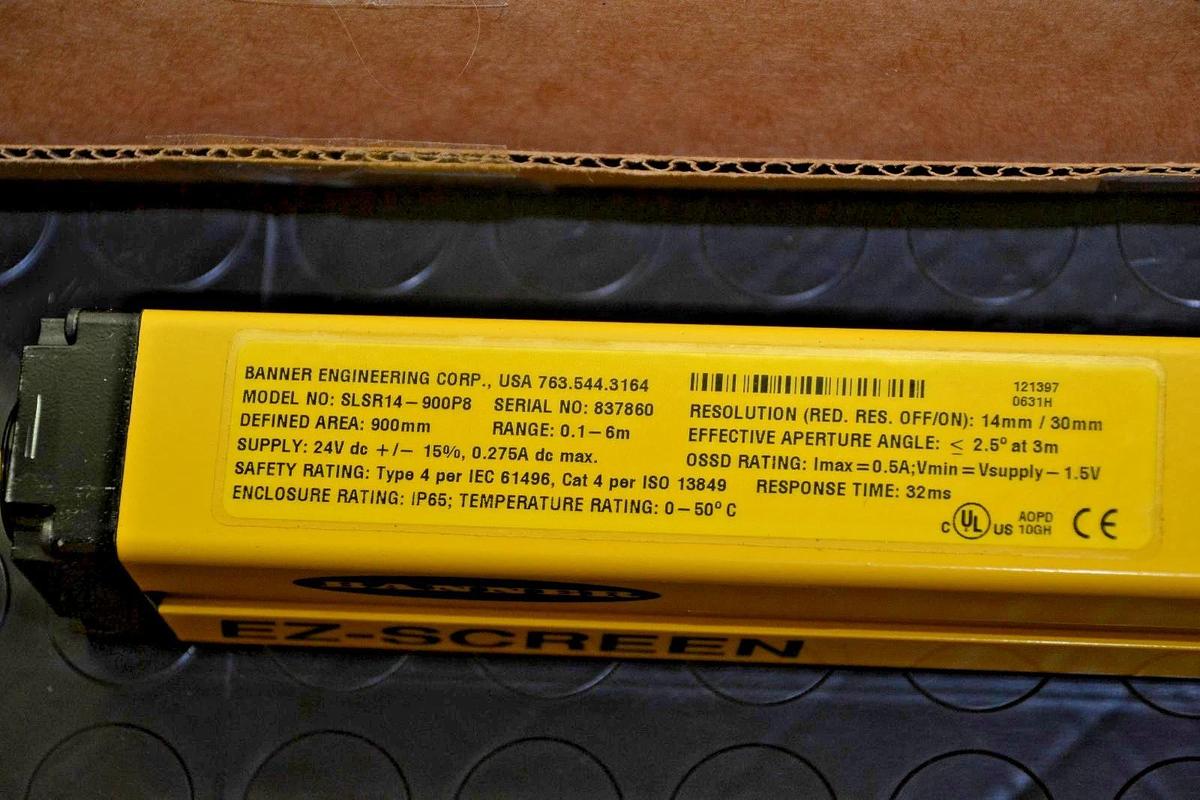 BANNER ENGINEERING CORP., USA 763.544.3164
MODEL NO: SLSR14-900P8 SERIAL NO: 837860
DEFINED AREA: 900mm RANGE: 0.1-6m
SUPPLY: 24V dc +/- 15%, 0.275A dc max.
SAFETY RATING: Type 4 per IEC 61496, Cat 4 per ISO 13849
ENCLOSURE RATING: IP65; TEMPERATURE RATING: 0-50° C
121397
0631H
RESOLUTION (RED. RES. OFF/ON): 14mm / 30mm
EFFECTIVE APERTURE ANGLE: ≤ 2.5° at 3m
OSSD RATING: Imax=0.5A;Vmin=Vsupply-1.5V
RESPONSE TIME: 32ms
C UL US AOPD CE
10GH
BANNER
EZ-SCREEN